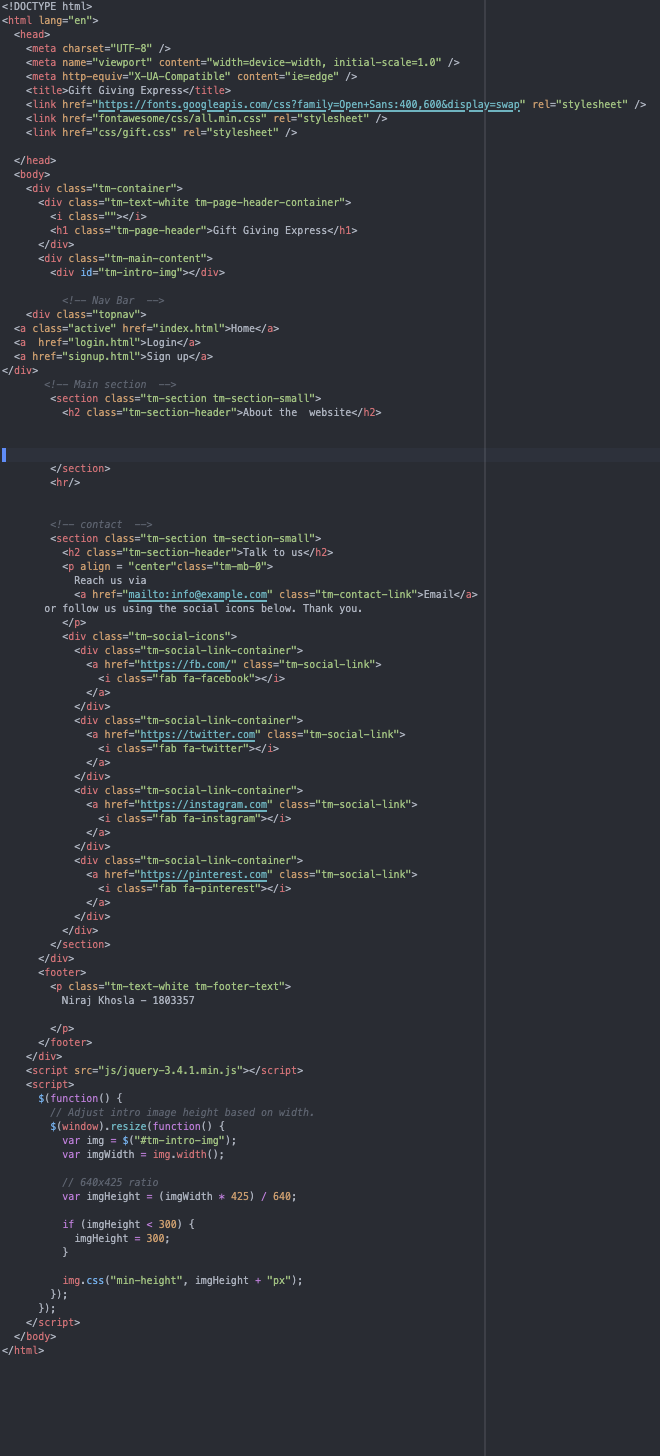 <!DOCTYPE html>
<html lang="en">
  <head>
    <meta charset="UTF-8" />
    <meta name="viewport" content="width=device-width, initial-scale=1.0" />
    <meta http-equiv="X-UA-Compatible" content="ie=edge" />
    <title>Gift Giving Express</title>
    <link href="https://fonts.googleapis.com/css?family=Open+Sans:400,600&display=swap" rel="stylesheet" />
    <link href="fontawesome/css/all.min.css" rel="stylesheet" />
    <link href="css/gift.css" rel="stylesheet" />
  </head>
  <body>
    <div class="tm-container">
      <div class="tm-text-white tm-page-header-container">
        <i class=""></i>
        <h1 class="tm-page-header">Gift Giving Express</h1>
      </div>
      <div class="tm-main-content">
        <div id="tm-intro-img"></div>
          <!-- Nav Bar  -->
    <div class="topnav">
  <a class="active" href="index.html">Home</a>
  <a  href="login.html">Login</a>
  <a href="signup.html">Sign up</a>
</div>
       <!-- Main section  -->
        <section class="tm-section tm-section-small">
          <h2 class="tm-section-header">About the  website</h2>
        </section>
        <hr/>
        <!-- contact  -->
        <section class="tm-section tm-section-small">
          <h2 class="tm-section-header">Talk to us</h2>
          <p align = "center"class="tm-mb-0">
            Reach us via
            <a href="mailto:info@example.com" class="tm-contact-link">Email</a>
       or follow us using the social icons below. Thank you.
          </p>
          <div class="tm-social-icons">
            <div class="tm-social-link-container">
              <a href="https://fb.com/" class="tm-social-link">
                <i class="fab fa-facebook"></i>
              </a>
            </div>
            <div class="tm-social-link-container">
              <a href="https://twitter.com" class="tm-social-link">
                <i class="fab fa-twitter"></i>
              </a>
            </div>
            <div class="tm-social-link-container">
              <a href="https://instagram.com" class="tm-social-link">
                <i class="fab fa-instagram"></i>
              </a>
            </div>
            <div class="tm-social-link-container">
              <a href="https://pinterest.com" class="tm-social-link">
                <i class="fab fa-pinterest"></i>
              </a>
            </div>
          </div>
        </section>
      </div>
      <footer>
        <p class="tm-text-white tm-footer-text">
          Niraj Khosla - 1803357
        </p>
      </footer>
    </div>
    <script src="js/jquery-3.4.1.min.js"></script>
    <script>
      $(function() {
        // Adjust intro image height based on width.
        $(window).resize(function() {
          var img = $("#tm-intro-img");
          var imgWidth = img.width();
          // 640x425 ratio
          var imgHeight = (imgWidth * 425) / 640;
          if (imgHeight < 300) {
            imgHeight = 300;
          }
          img.css("min-height", imgHeight + "px");
        });
      });
    </script>
  </body>
</html>